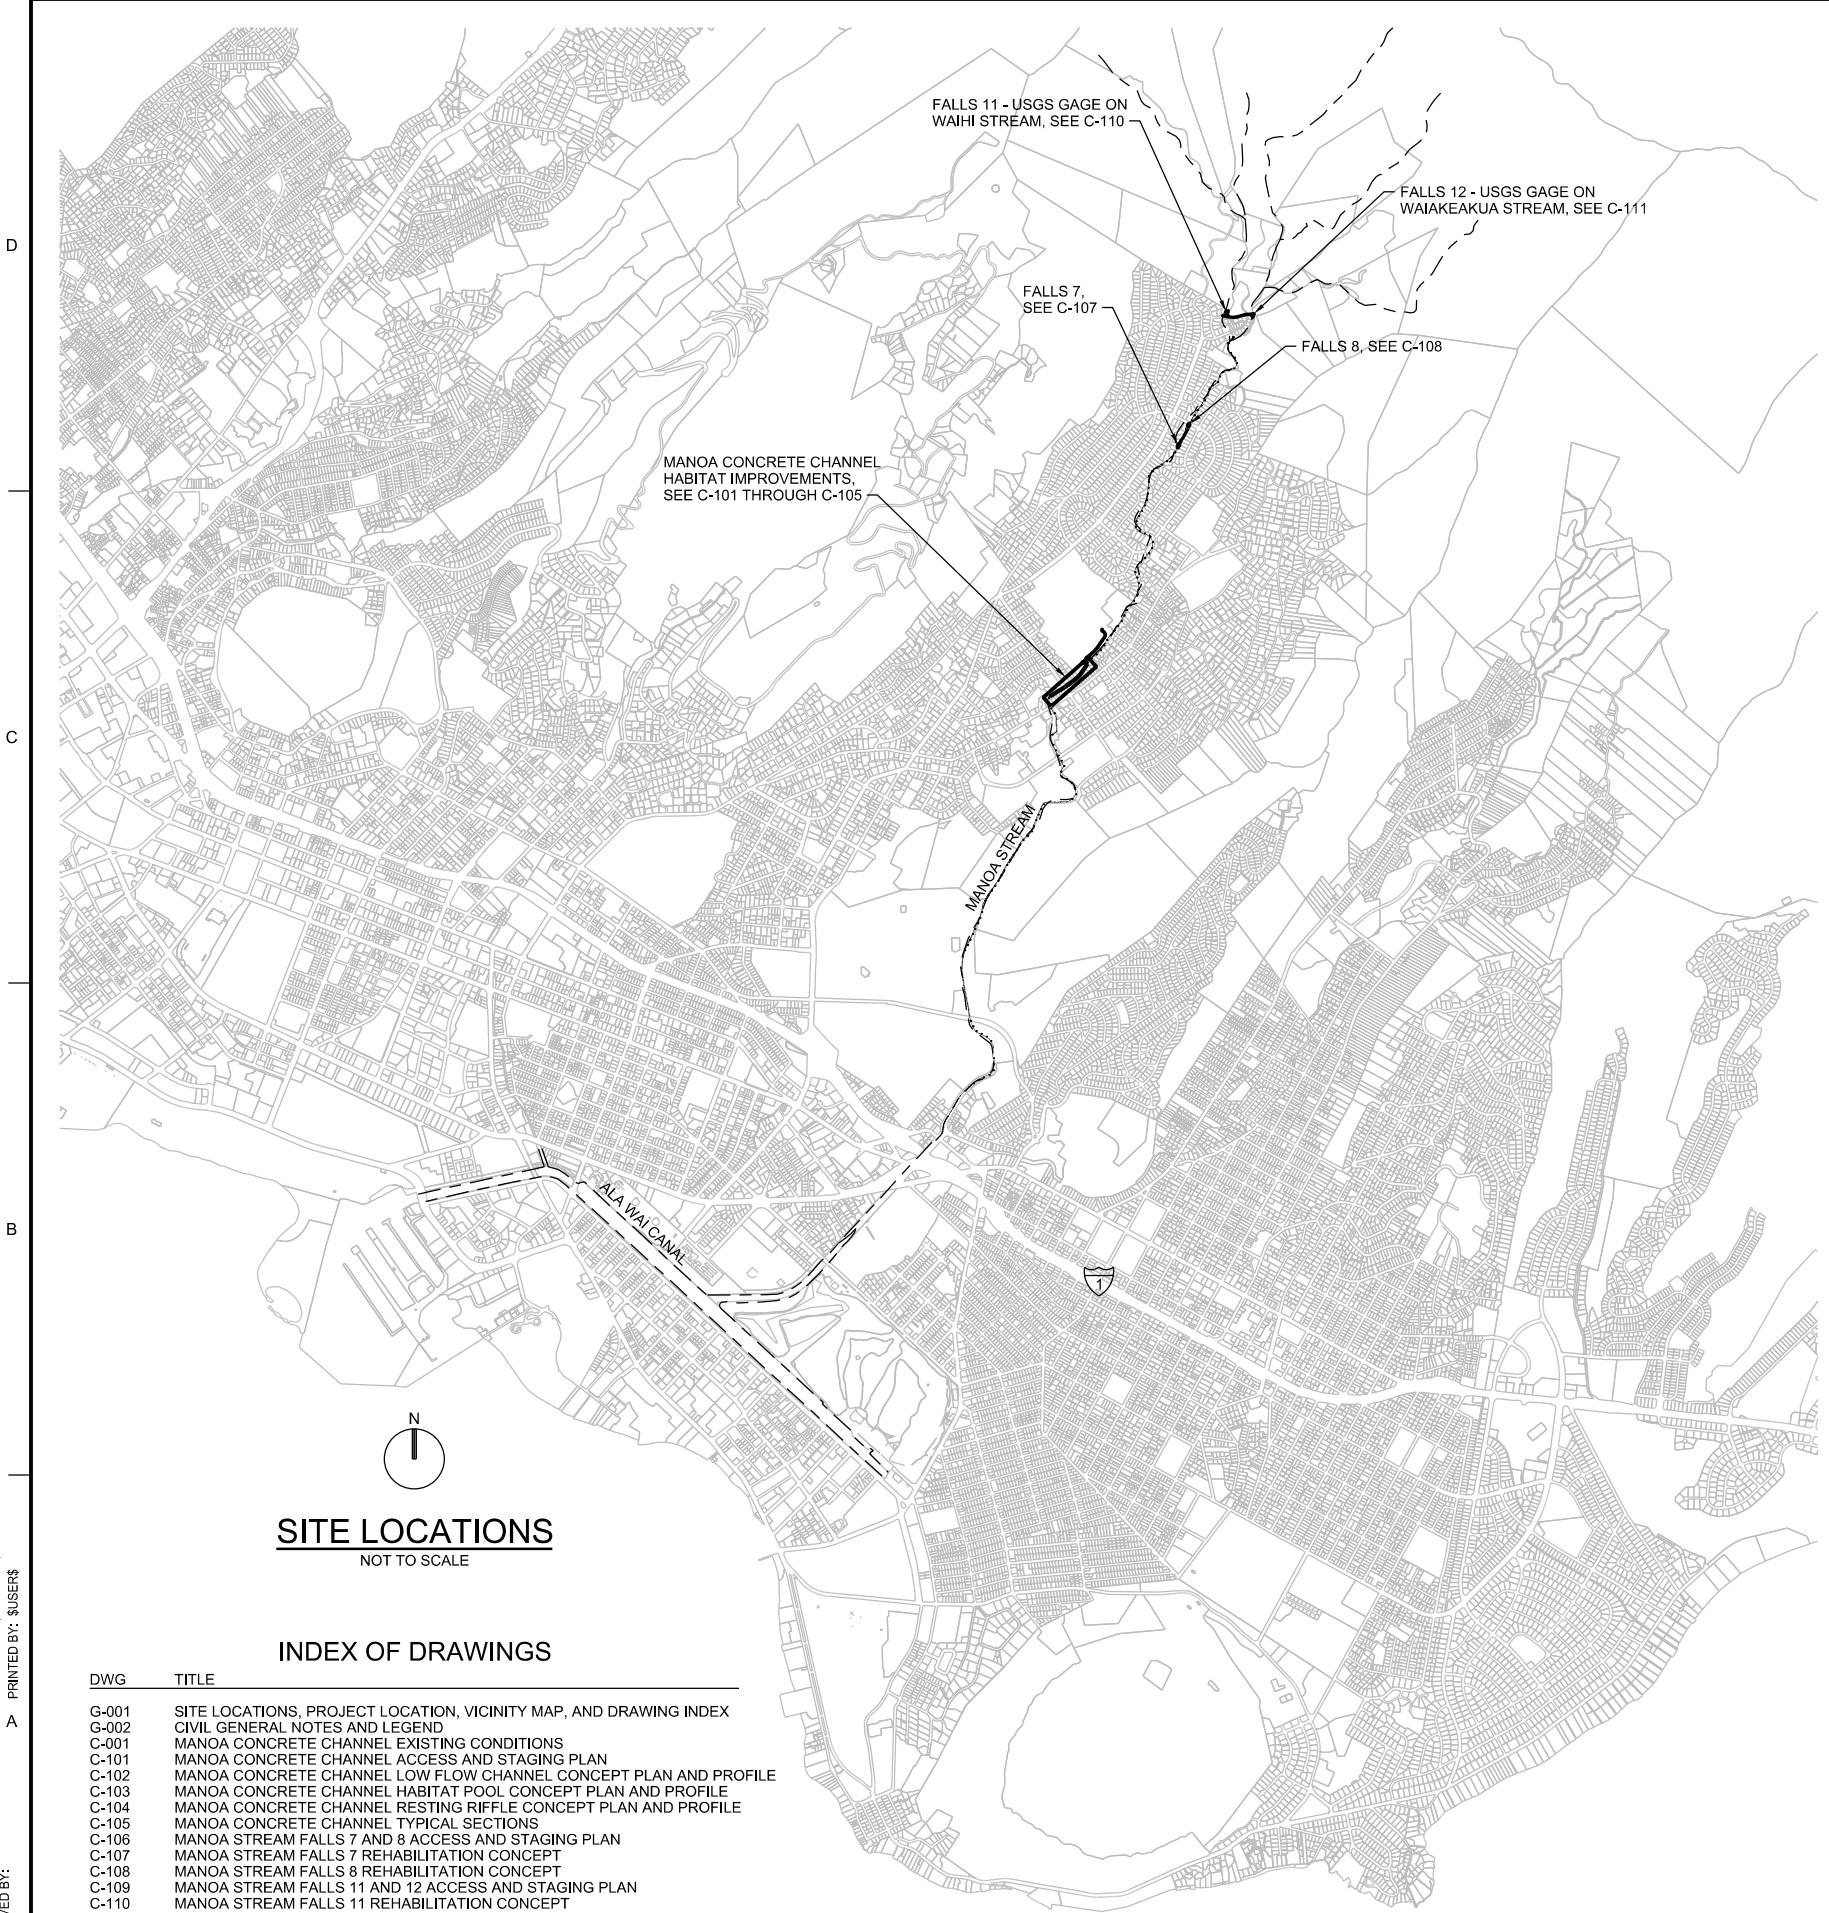 FALLS 11 - USGS GAGE ON
WAIHI STREAM, SEE C-110
FALLS 12 - USGS GAGE ON
WAIAKEAKUA STREAM, SEE C-111
D
FALLS 7,
SEE C-107
FALLS 8, SEE C-108
MANOA CONCRETE CHANNEL
HABITAT IMPROVEMENTS,
SEE C-101 THROUGH C-105
C
MANOA STREAM
B
ALA WAI CANAL
1
N
SITE LOCATIONS
NOT TO SCALE
PRINTED BY: $USER$
INDEX OF DRAWINGS
DWG TITLE
A
G-001 SITE LOCATIONS, PROJECT LOCATION, VICINITY MAP, AND DRAWING INDEX
G-002 CIVIL GENERAL NOTES AND LEGEND
C-001 MANOA CONCRETE CHANNEL EXISTING CONDITIONS
C-101 MANOA CONCRETE CHANNEL ACCESS AND STAGING PLAN
C-102 MANOA CONCRETE CHANNEL LOW FLOW CHANNEL CONCEPT PLAN AND PROFILE
C-103 MANOA CONCRETE CHANNEL HABITAT POOL CONCEPT PLAN AND PROFILE
C-104 MANOA CONCRETE CHANNEL RESTING RIFFLE CONCEPT PLAN AND PROFILE
C-105 MANOA CONCRETE CHANNEL TYPICAL SECTIONS
C-106 MANOA STREAM FALLS 7 AND 8 ACCESS AND STAGING PLAN
C-107 MANOA STREAM FALLS 7 REHABILITATION CONCEPT
C-108 MANOA STREAM FALLS 8 REHABILITATION CONCEPT
C-109 MANOA STREAM FALLS 11 AND 12 ACCESS AND STAGING PLAN
C-110 MANOA STREAM FALLS 11 REHABILITATION CONCEPT